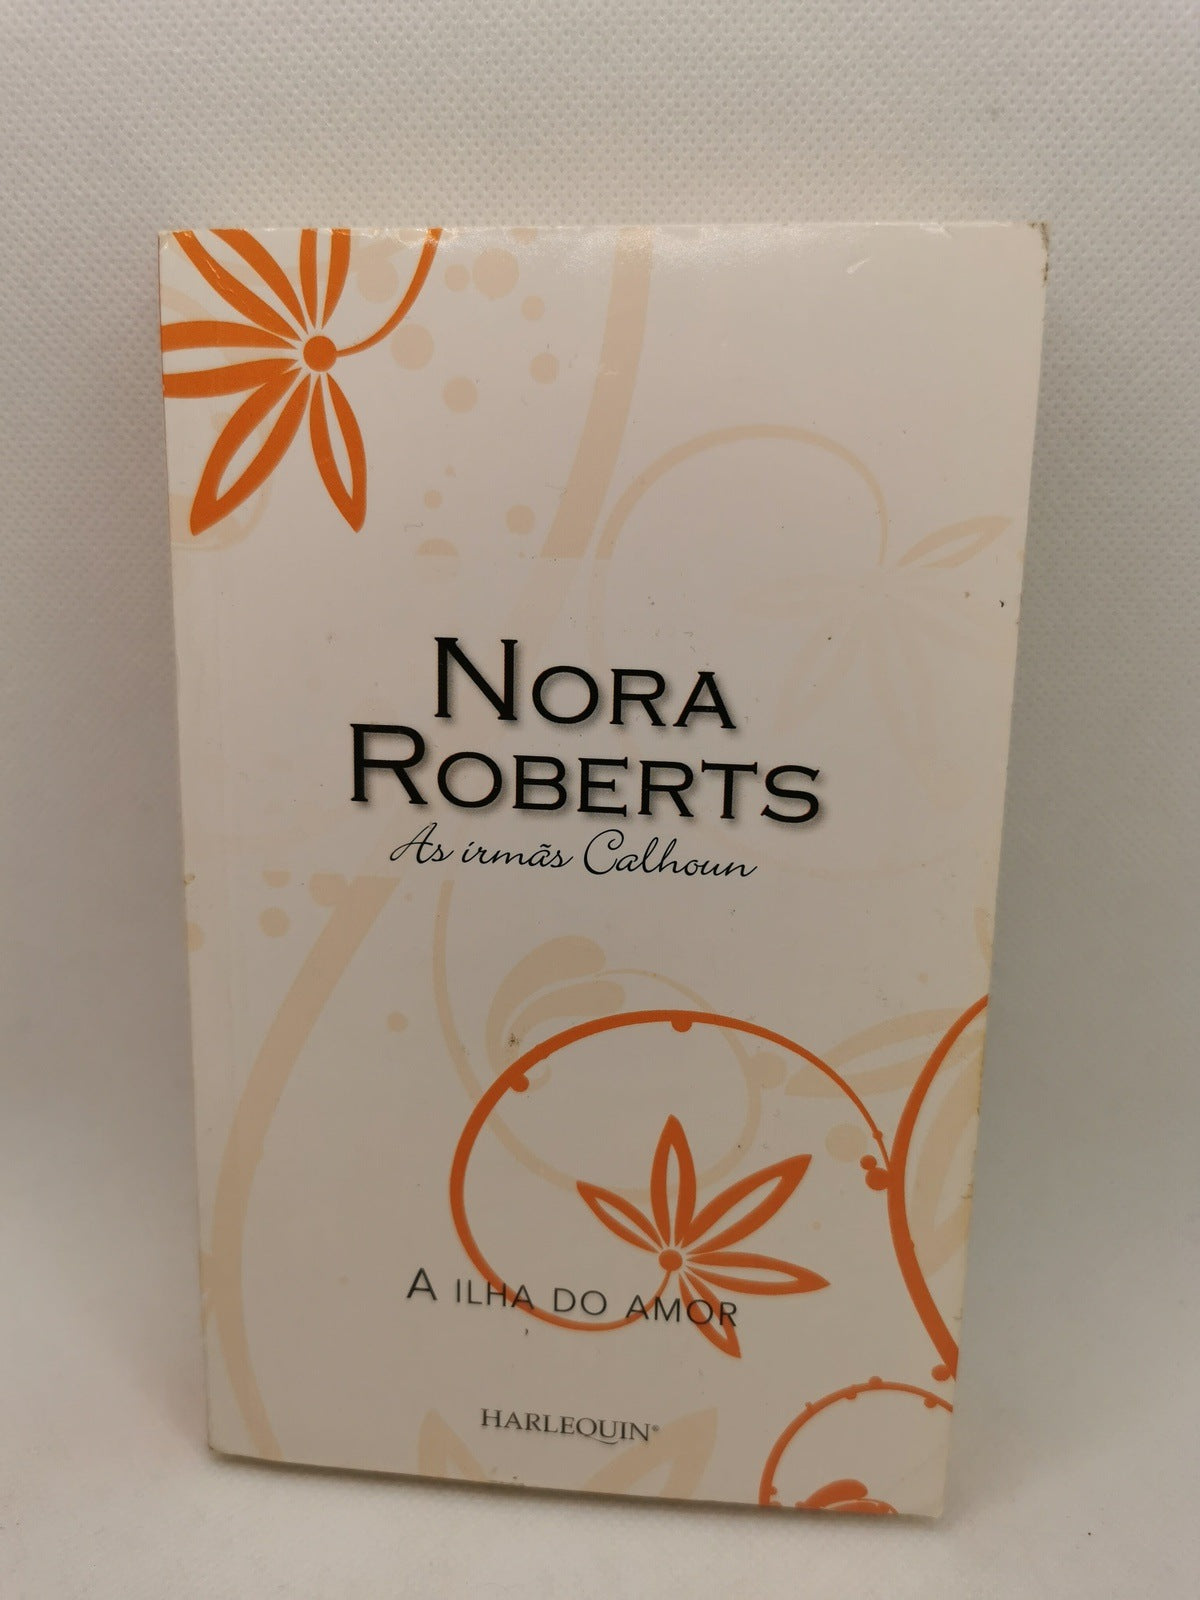 NORA
ROBERTS
As irmãs Calhoun
A ILHA DO AMOR
HARLEQUIN®